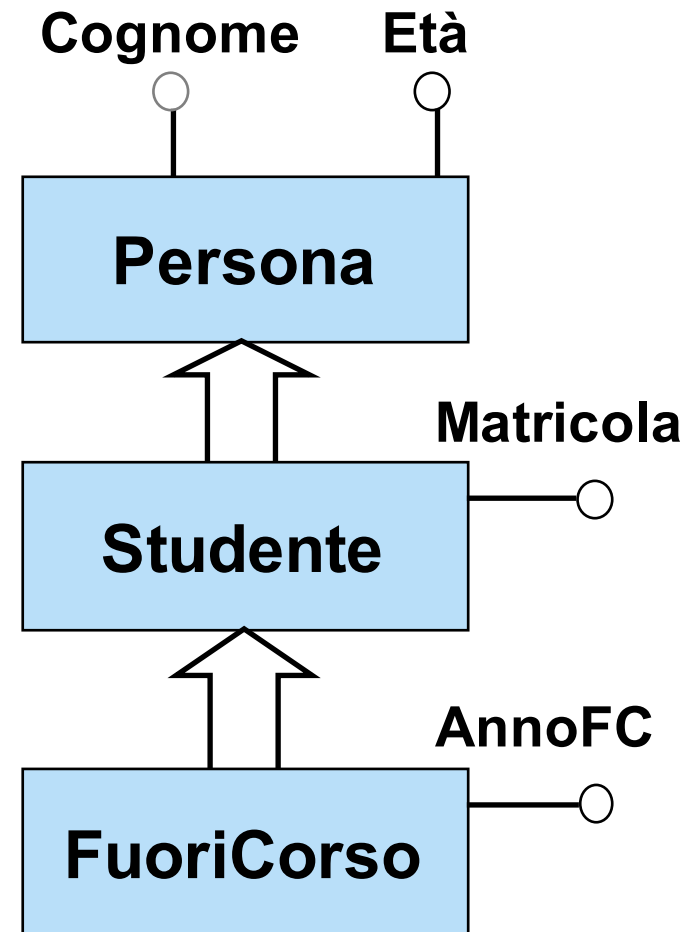 Cognome Età
Persona
Matricola
Studente
AnnoFC
FuoriCorso